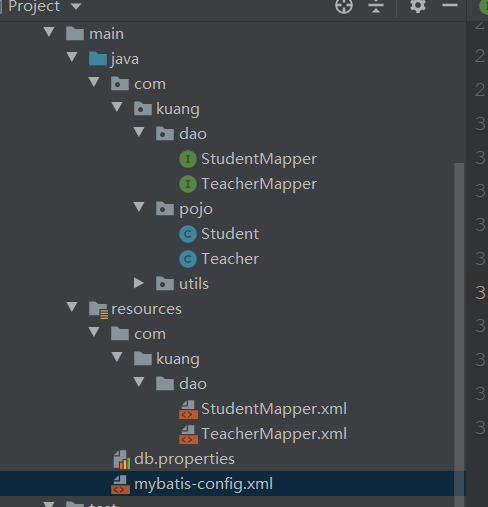 Project
main
java
com
kuang
dao
StudentMapper
TeacherMapper
pojo
Student
Teacher
utils
resources
com
kuang
dao
StudentMapper.xml
TeacherMapper.xml
db.properties
mybatis-config.xml